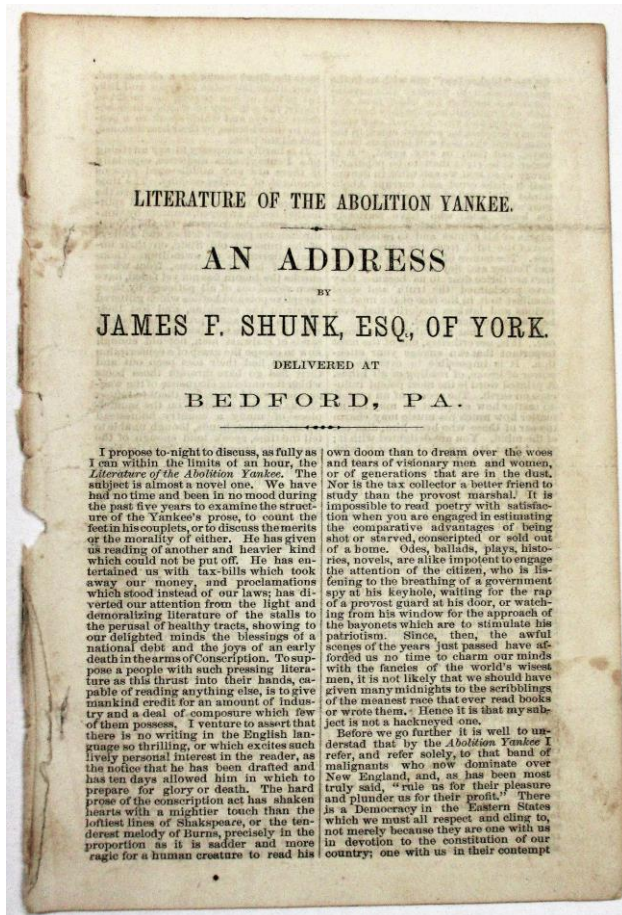 LITERATURE OF THE ABOLITION YANKEE.
AN ADDRESS
BY
JAMES F. SHUNK, ESQ., OF YORK.
DELIVERED AT
BEDFORD, PA.
I propose to-night to discuss, as fully as
I can within the limits of an hour, the
Literature of the Abolition Yankee. The
subject is almost a novel one. We have
had no time and been in no mood during
the past five years to examine the struct-
ure of the Yankee's prose, to count the
feet in his couplets, or to discuss the merits
or the morality of either. He has given
us reading of another and heavier kind
which could not be put off. He has en-
tertained us with tax-bills which took
away our money, and proclamations
which stood instead of our laws; has di-
verted our attention from the light and
demoralizing literature of the stalls to
the perusal of healthy tracts, showing to
our delighted minds the blessings of a
national debt and the joys of an early
death in the arms of Conscription. To sup-
pose a people with such pressing litera-
ture as this thrust into their hands, ca-
pable of reading anything else, is to give
mankind credit for an amount of indus-
try and a deal of composure which few
of them possess. I venture to assert that
there is no writing in the English lan-
guage so thrilling, or which excites such
lively personal interest in the reader, as
the notice that he has been drafted and
has ten days allowed him in which to
prepare for glory or death. The hard
prose of the conscription act has shaken
hearts with a mightier touch than the
loftiest lines of Shakspeare, or the ten-
derest melody of Burns, precisely in the
proportion as it is sadder and more
ragic for a human creature to read his
own doom than to dream over the woes
and tears of visionary men and women,
or of generations that are in the dust.
Nor is the tax collector a better friend to
study than the provost marshal. It is
impossible to read poetry with satisfac-
tion when you are engaged in estimating
the comparative advantages of being
shot or starved, conscripted or sold out
of a home. Odes, ballads, plays, histo-
ries, novels, are alike impotent to engage
the attention of the citizen, who is lis-
tening to the breathing of a government
spy at his keyhole, waiting for the rap
of a provost guard at his door, or watch-
ing from his window for the approach of
the bayonets which are to stimulate his
patriotism. Since, then, the awful
scenes of the years just passed have af-
forded us no time to charm our minds
with the fancies of the world's wisest
men, it is not likely that we should have
given many midnights to the scribblings
of the meanest race that ever read books
or wrote them. Hence it is that my sub-
ject is not a hackneyed one.
Before we go further it is well to un-
derstad that by the Abolition Yankee I
refer, and refer solely, to that band of
malignants who now dominate over
New England, and, as has been most
truly said, "rule us for their pleasure
and plunder us for their profit." There
is a Democracy in the Eastern States
which we must all respect and cling to,
not merely because they are one with us
in devotion to the constitution of our
country; one with us in their contempt